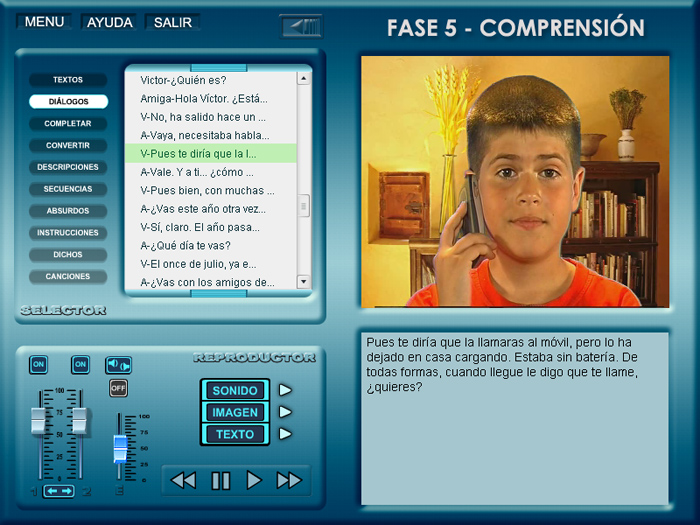 MENU AYUDA SALIR
FASE 5 - COMPRENSIÓN
TEXTOS
DIÁLOGOS
COMPLETAR
CONVERTIR
DESCRIPCIONES
SECUENCIAS
ABSURDOS
INSTRUCCIONES
DICHOS
CANCIONES
SELECTOR
Victor-¿Quién es?
Amiga-Hola Víctor. ¿Está...
V-No, ha salido hace un ...
A-Vaya, necesitaba habla...
V-Pues te diría que la l...
A-Vale. Y a ti... ¿cómo ...
V-Pues bien, con muchas ...
A-¿Vas este año otra vez...
V-Sí, claro. El año pasa...
A-¿Qué día te vas?
V-El once de julio, ya e...
A-¿Vas con los amigos de...
Pues te diría que la llamaras al móvil, pero lo ha
dejado en casa cargando. Estaba sin batería. De
todas formas, cuando llegue le digo que te llame,
¿quieres?
REPRODUCTOR
ON ON
OFF
100
75
50
25
0
1 2
100
75
50
25
0
E
SONIDO
IMAGEN
TEXTO